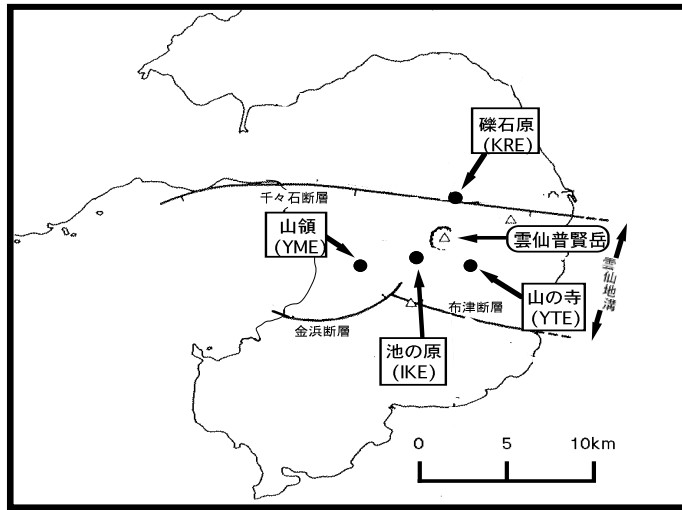 礫石原
(KRE)
千々石断層
山領
(YME)
雲仙普賢岳
雲仙地溝
山の寺
(YTE)
布津断層
金浜断層
池の原
(IKE)
0 5 10km